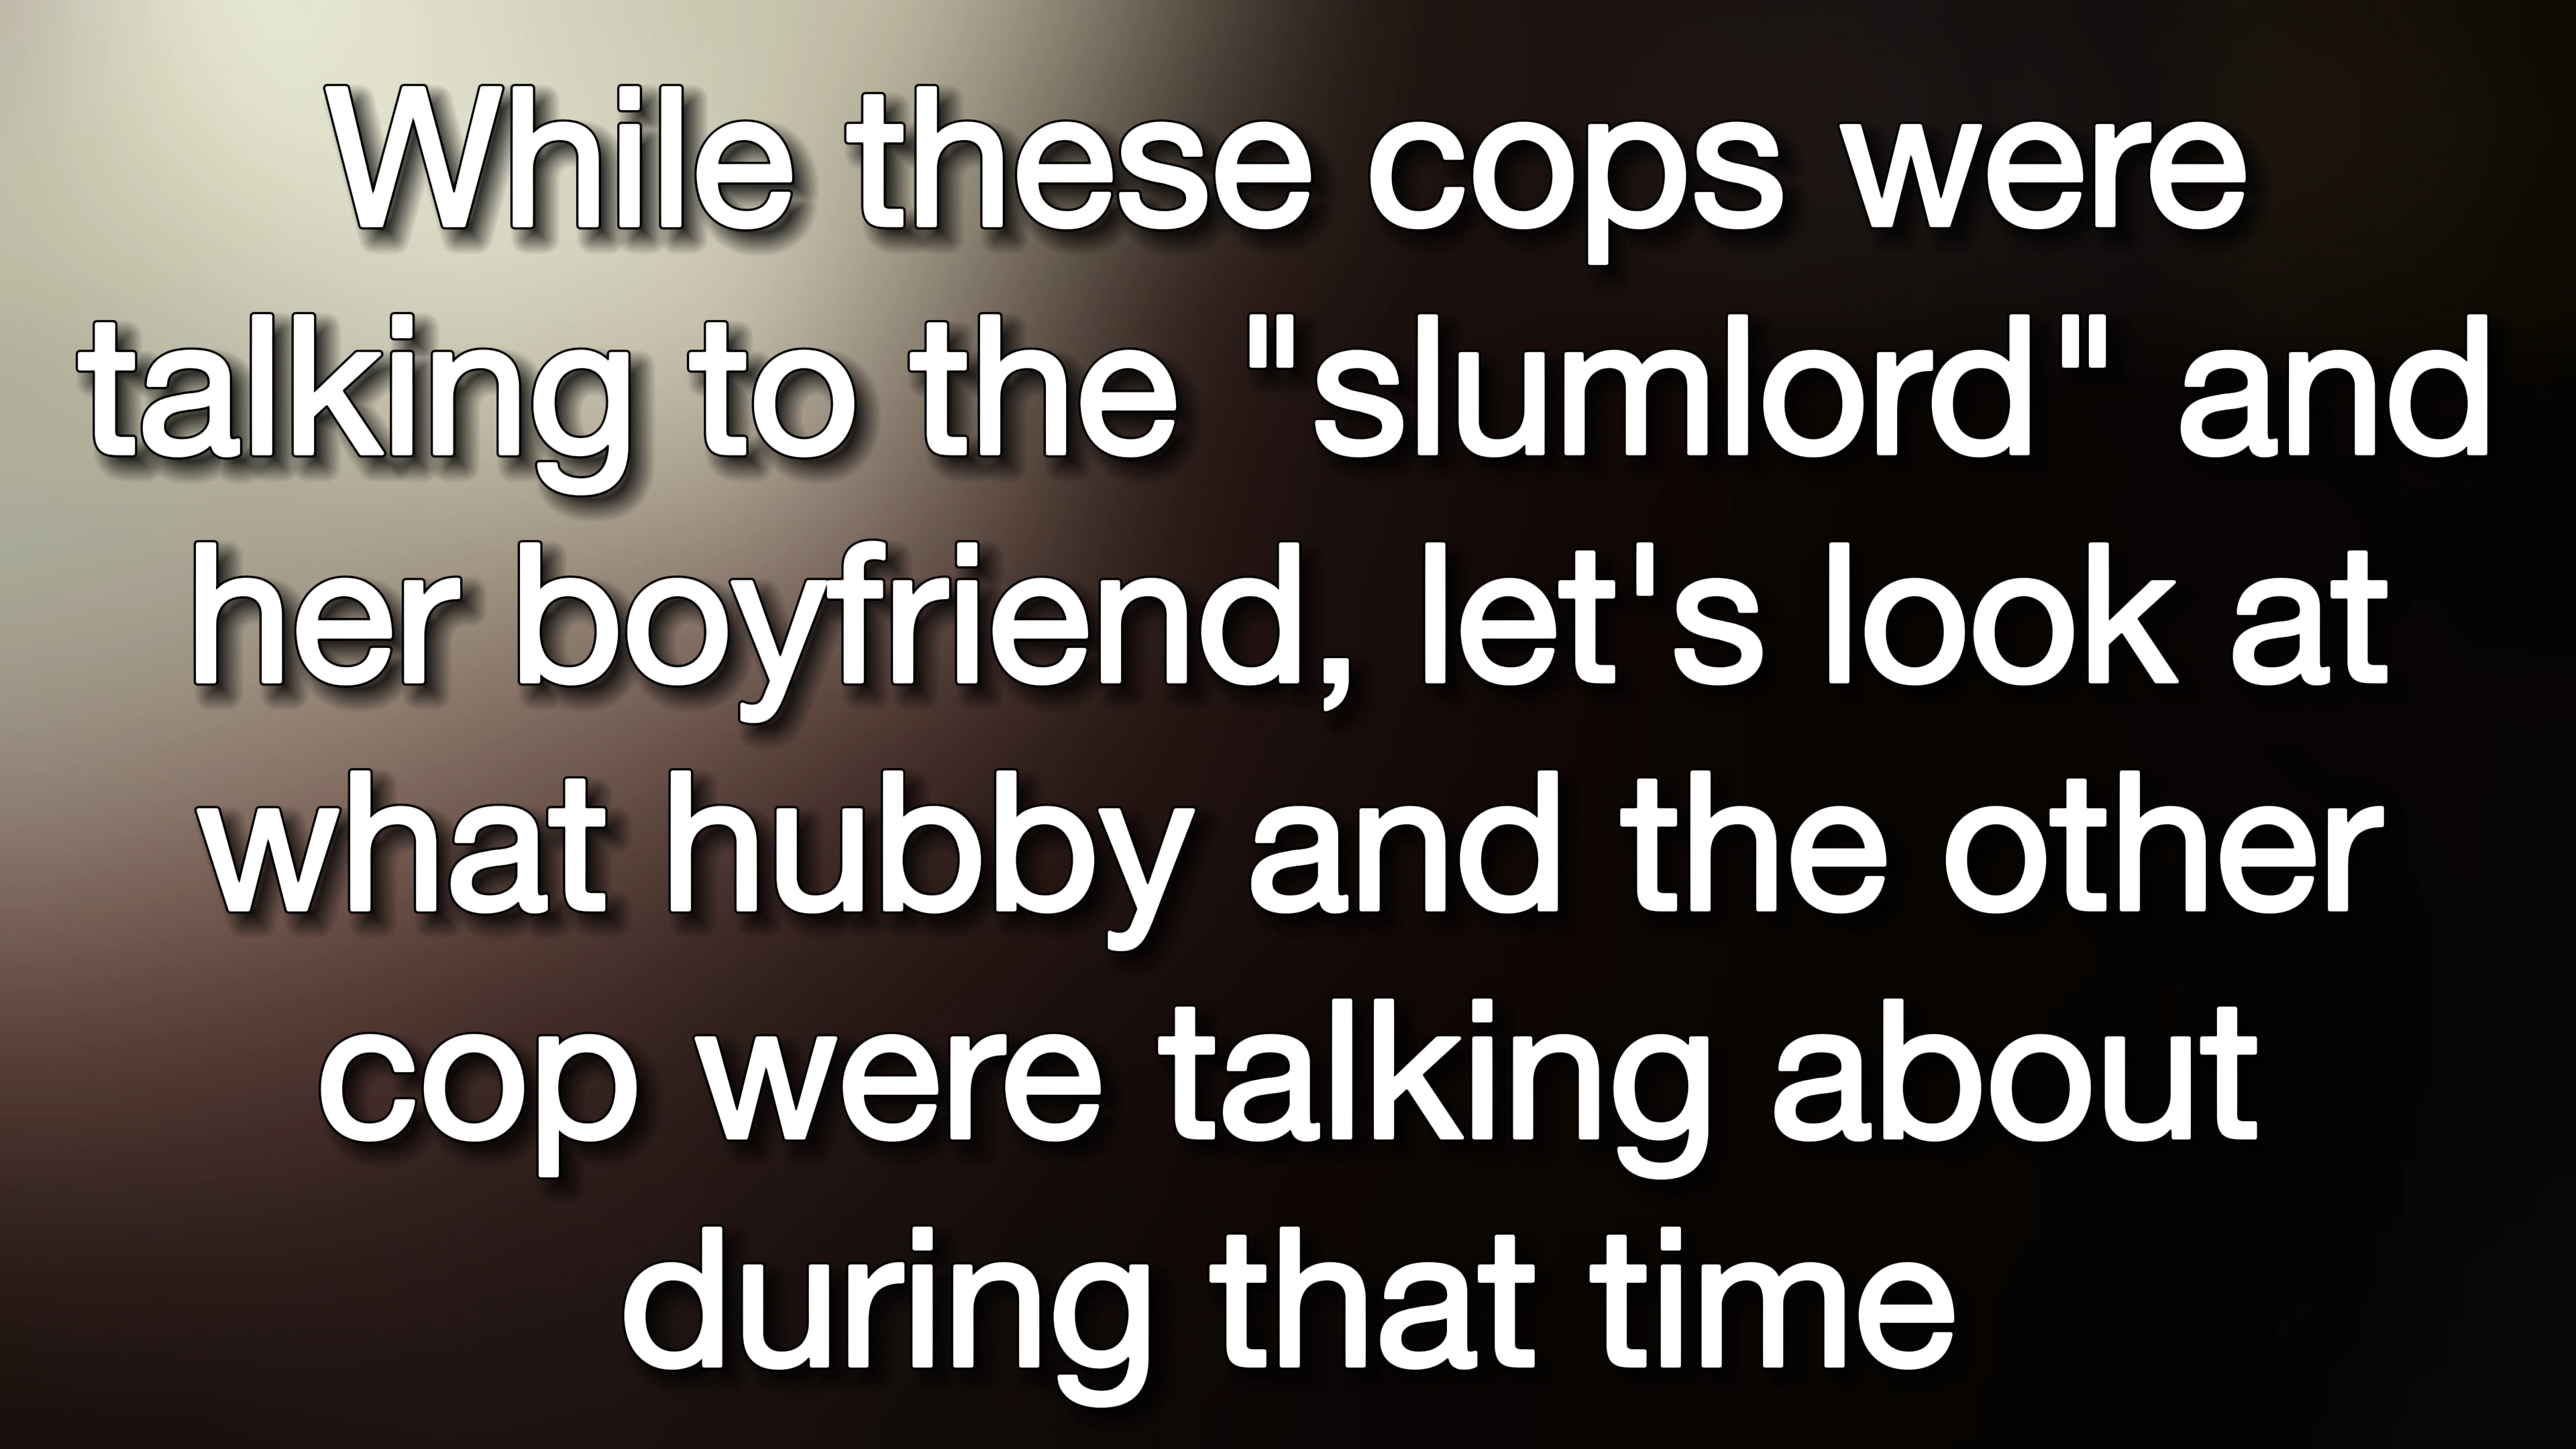 While these cops were
talking to the "slumlord" and
her boyfriend, let's look at
what hubby and the other
cop were talking about
during that time